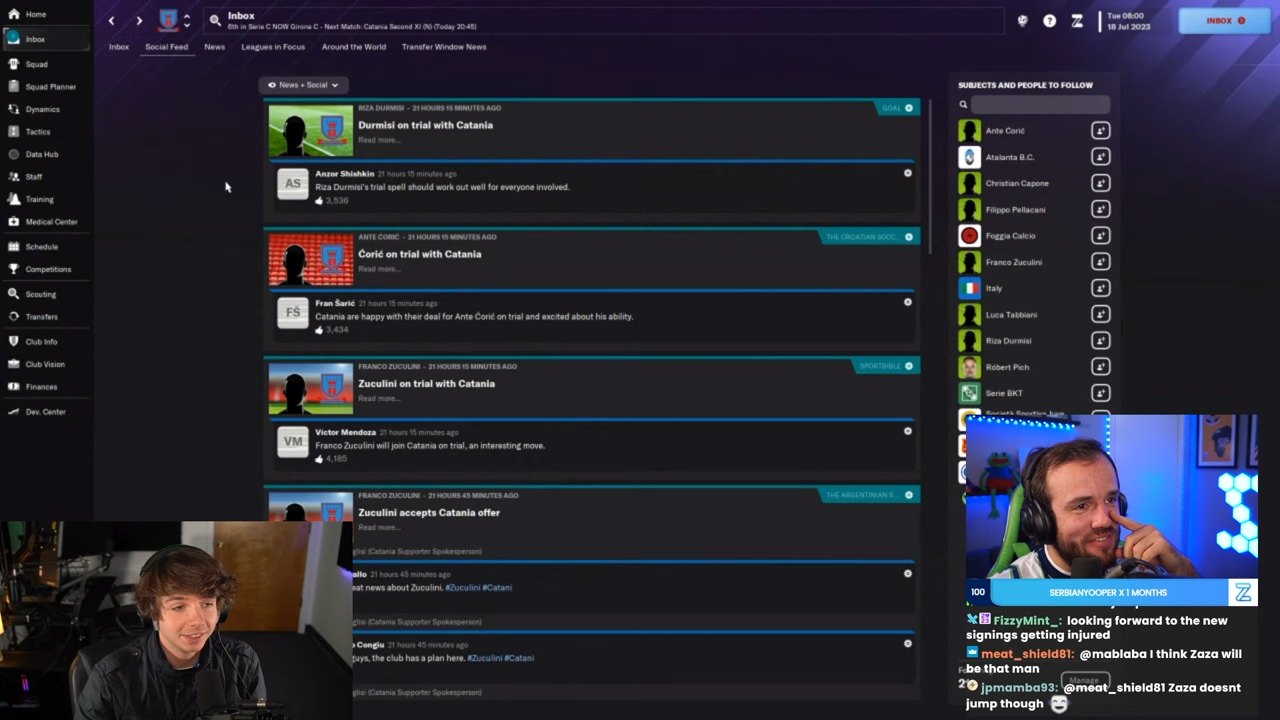 Home
Inbox
Squad
Squad Planner
Dynamics
Tactics
Data Hub
Staff
Training
Medical Center
Schedule
Competitions
Scouting
Transfers
Club Info
Club Vision
Finances
Dev. Center
Inbox
6th in Serie C NOW Girone C - Next Match: Catania Second XI (N) (Today 20:45)
Tue 08:00
18 Jul 2023
INBOX
Inbox
Social Feed
News
Leagues in Focus
Around the World
Transfer Window News
News + Social
RIZA DURMISI - 21 HOURS 15 MINUTES AGO
GOAL
Durmisi on trial with Catania
Read more...
AS
Anzor Shishkin 21 hours 15 minutes ago
Riza Durmisi's trial spell should work out well for everyone involved.
3,536
ANTE ĆORIĆ - 21 HOURS 15 MINUTES AGO
THE CROATIAN SOCC...
Ćorić on trial with Catania
Read more...
FŠ
Fran Šarić 21 hours 15 minutes ago
Catania are happy with their deal for Ante Ćorić on trial and excited about his ability.
3,434
FRANCO ZUCULINI - 21 HOURS 15 MINUTES AGO
SPORTBIBLE
Zuculini on trial with Catania
Read more...
VM
Víctor Mendoza 21 hours 15 minutes ago
Franco Zuculini will join Catania on trial, an interesting move.
4,185
FRANCO ZUCULINI - 21 HOURS 45 MINUTES AGO
THE ARGENTINIAN S...
Zuculini accepts Catania offer
Read more...
(Catania Supporter Spokesperson)
21 hours 45 minutes ago
news about Zuculini. #Zuculini #Catani
(Catania Supporter Spokesperson)
Congiu 21 hours 45 minutes ago
guys, the club has a plan here. #Zuculini #Catani
(Catania Supporter Spokesperson)
SUBJECTS AND PEOPLE TO FOLLOW
Ante Ćorić
Atalanta B.C.
Christian Capone
Filippo Pellacani
Foggia Calcio
Franco Zuculini
Italy
Luca Tabbiani
Riza Durmisi
Róbert Pich
Serie BKT
100
SERBIANYOOPER X 1 MONTHS
FizzyMint_: looking forward to the new
signings getting injured
meat_shield81: @mablaba I think Zaza will
be that man
Manage
jpmamba93: @meat_shield81 Zaza doesnt
jump though